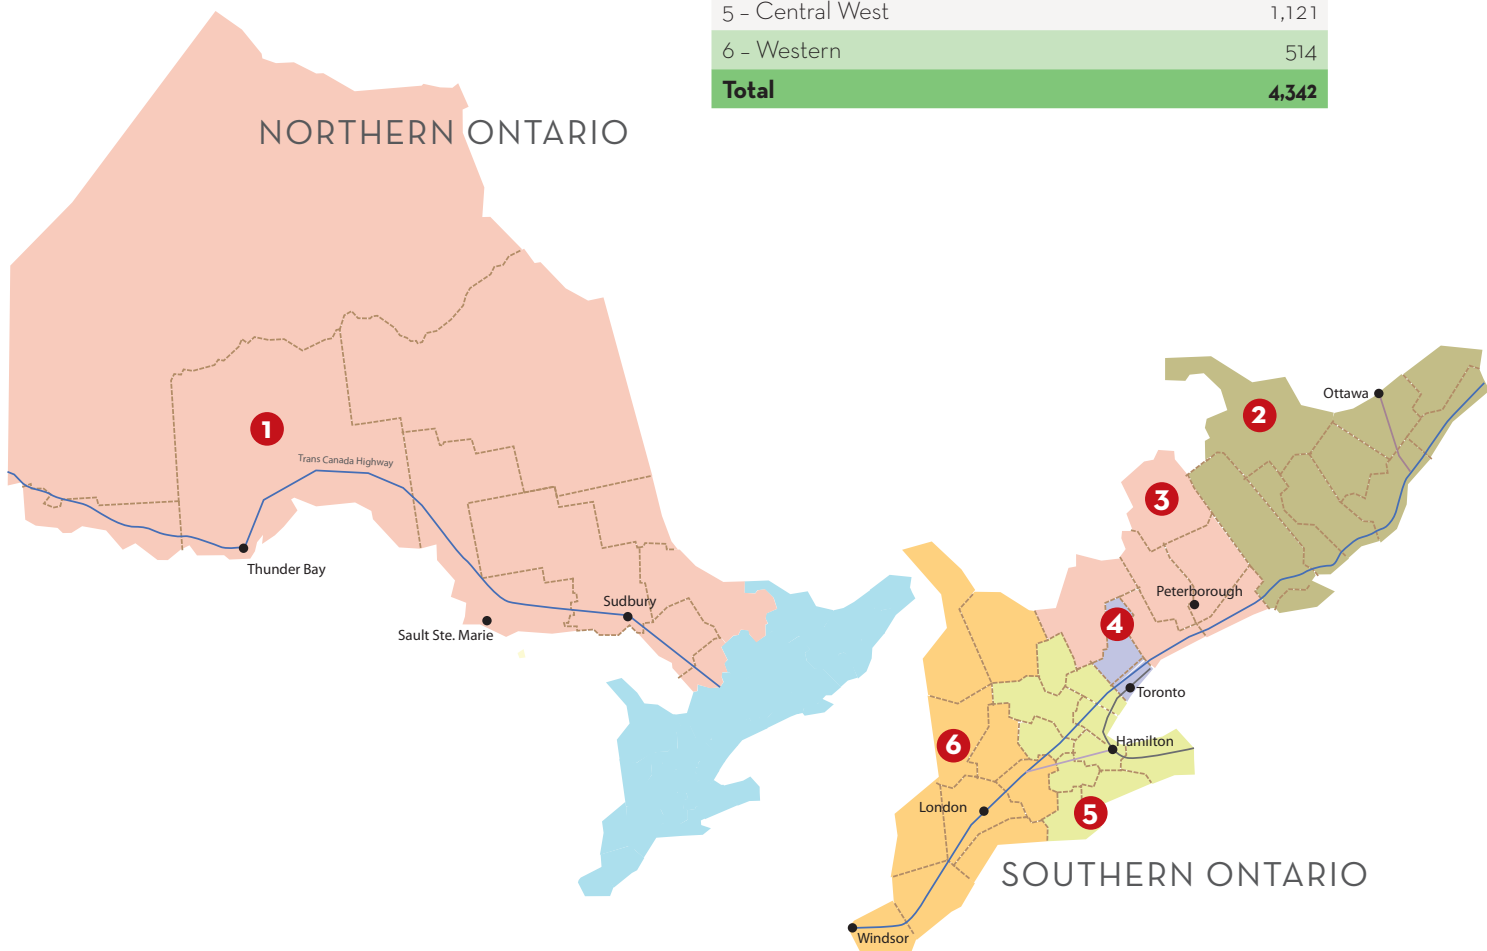 5 – Central West 1,121
6 – Western 514
Total 4,342
NORTHERN ONTARIO
1
Trans Canada Highway
Thunder Bay
Sudbury
Sault Ste. Marie
Ottawa
2
3
Peterborough
4
Toronto
Hamilton
6
London
5
SOUTHERN ONTARIO
Windsor